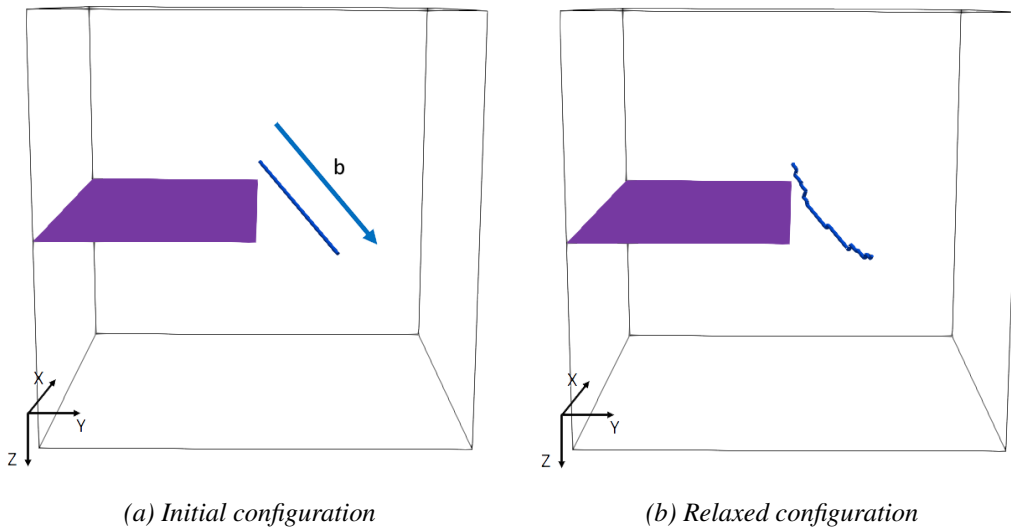 b
X
Y
Z
X
Y
Z
(a) Initial configuration
(b) Relaxed configuration